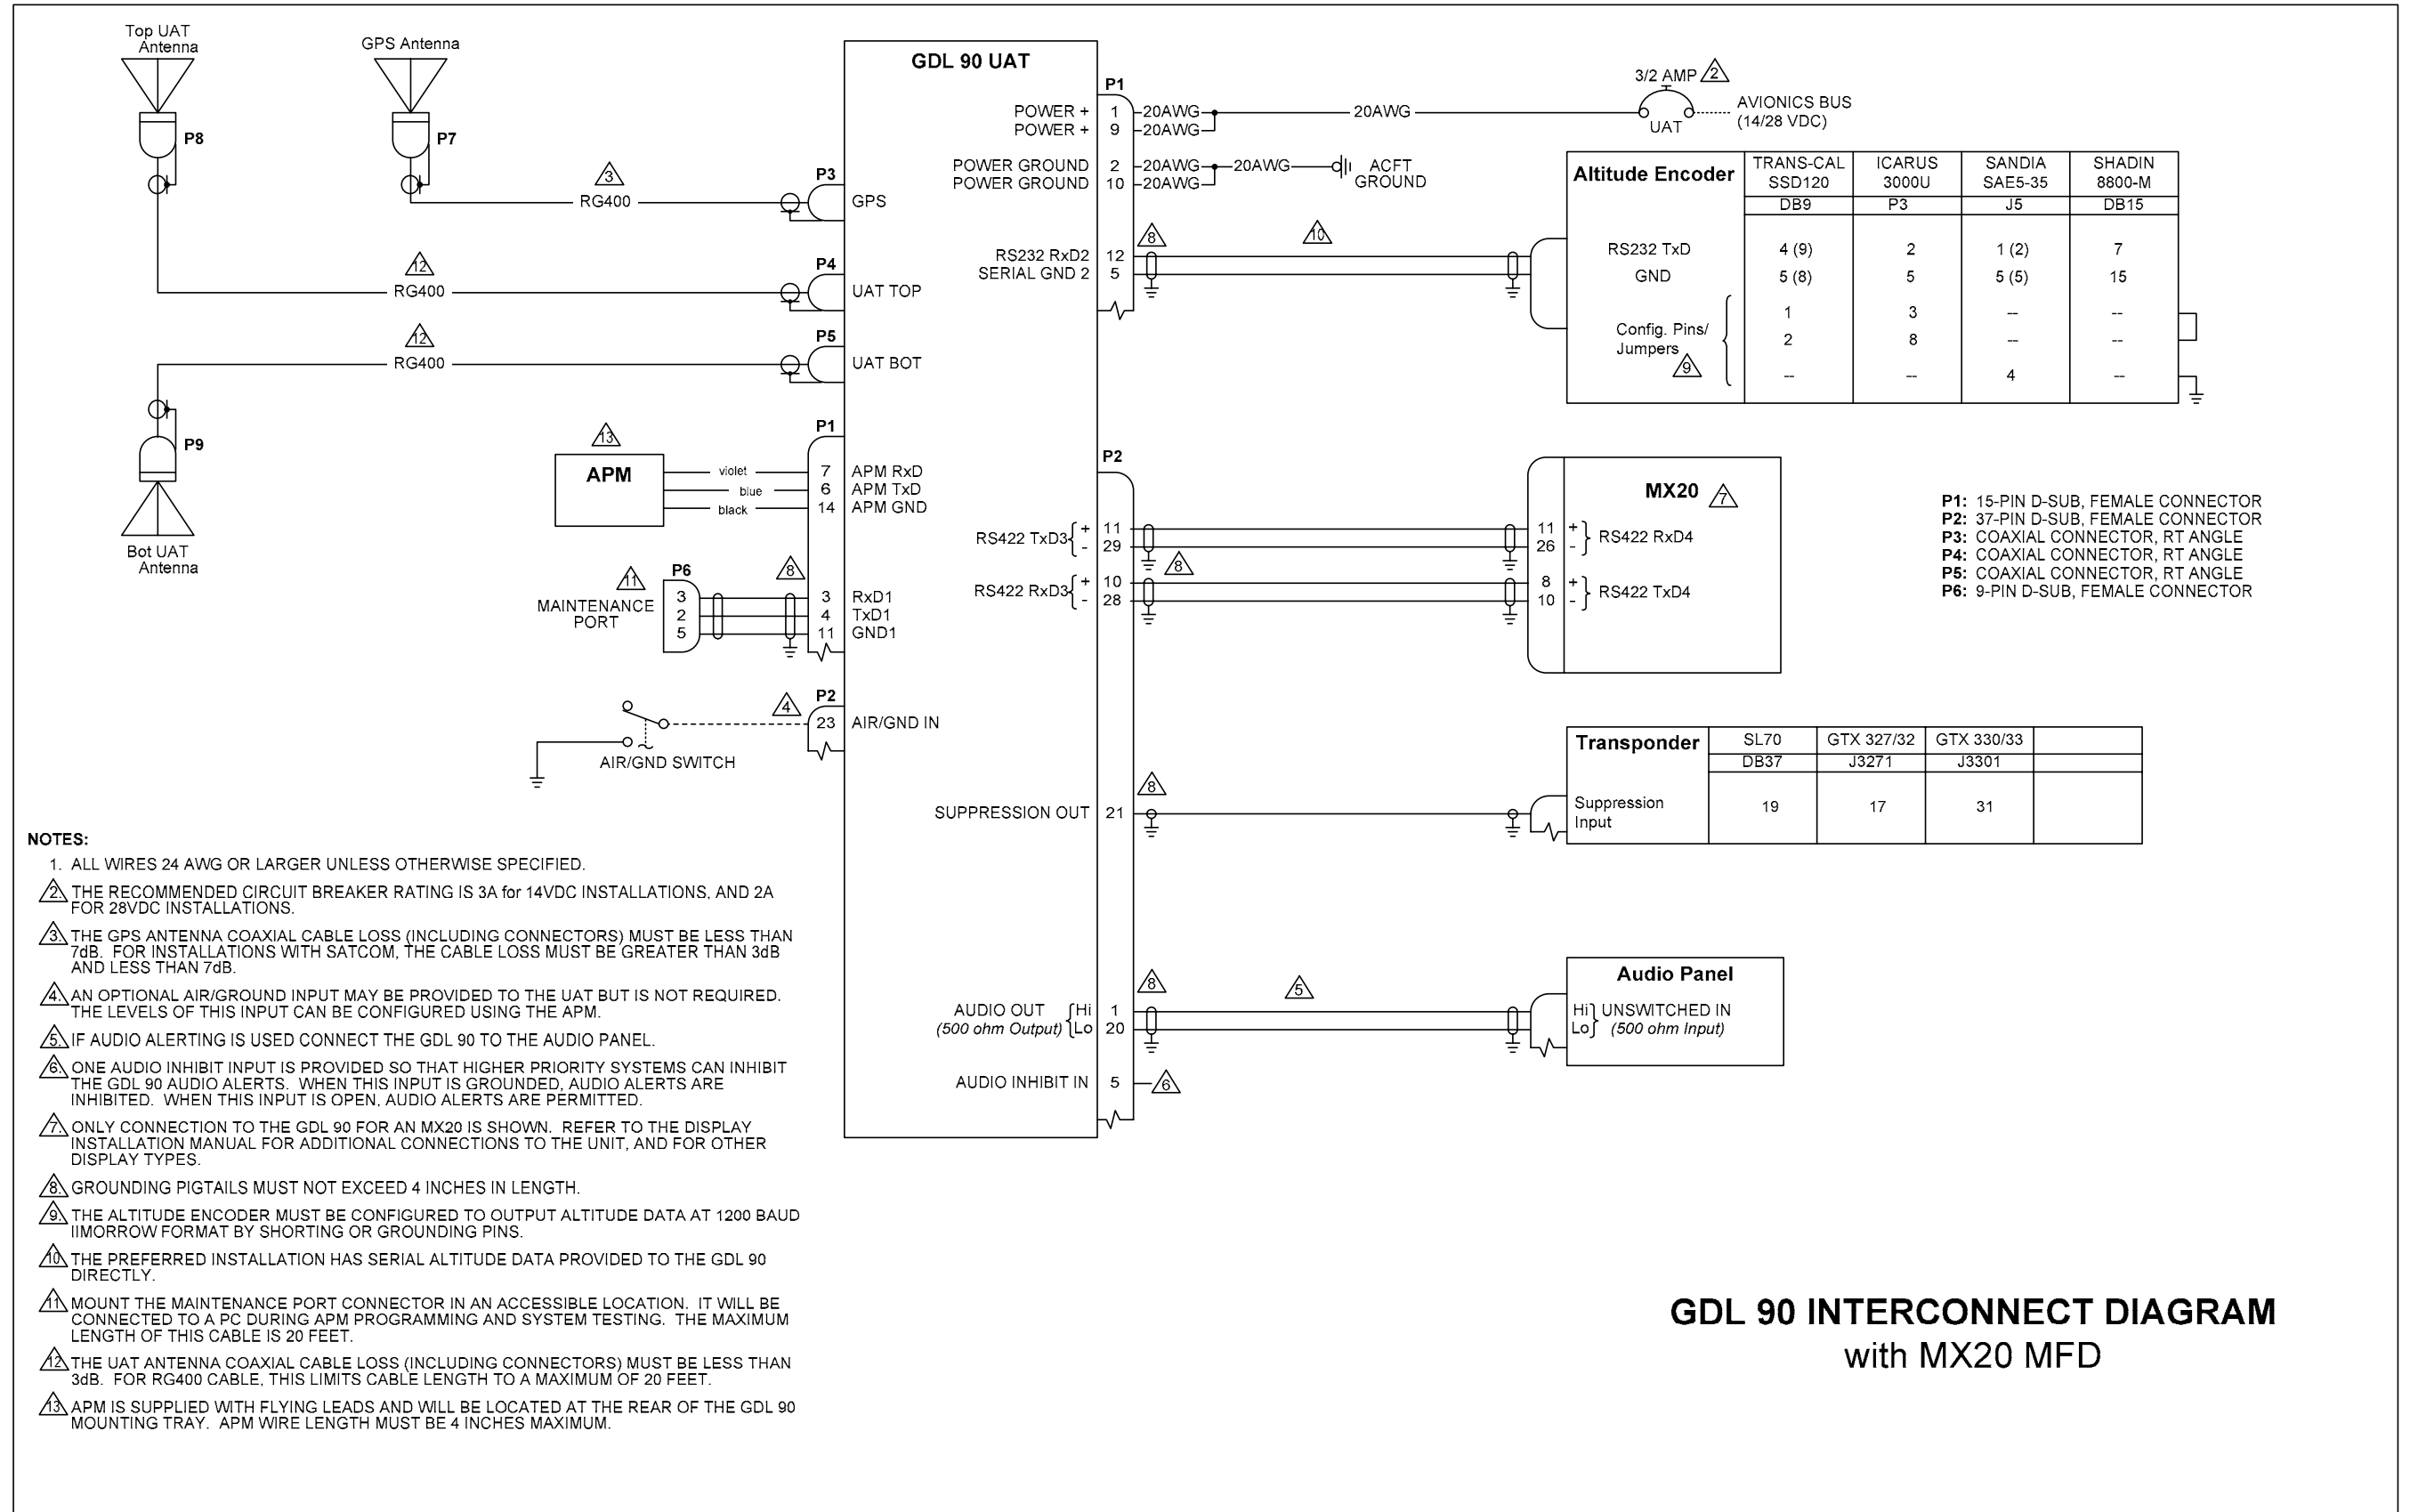 Top UAT
Antenna
GPS Antenna
P8
P7
3
RG400
12
RG400
12
RG400
P9
Bot UAT
Antenna
GDL 90 UAT
P3
GPS
P4
UAT TOP
P5
UAT BOT
P1
13
APM
violet 7 APM RxD
blue 6 APM TxD
black 14 APM GND
11 P6 8
MAINTENANCE
PORT
3 3 RxD1
2 4 TxD1
5 11 GND1
4 P2
23 AIR/GND IN
AIR/GND SWITCH
P1
POWER + 1 20AWG 20AWG
POWER + 9 20AWG
3/2 AMP 2
UAT
AVIONICS BUS
(14/28 VDC)
POWER GROUND 2 20AWG 20AWG
POWER GROUND 10 20AWG
ACFT
GROUND
8 10
RS232 RxD2 12
SERIAL GND 2 5
Altitude Encoder
TRANS-CAL
SSD120
ICARUS
3000U
SANDIA
SAE5-35
SHADIN
8800-M
DB9 P3 J5 DB15
RS232 TxD 4 (9) 2 1 (2) 7
GND 5 (8) 5 5 (5) 15
Config. Pins/
Jumpers 9
1 3 -- --
2 8 -- --
-- -- 4 --
P2
RS422 TxD3 + 11
- 29
8
RS422 RxD3 + 10
- 28
MX20 7
11 + RS422 RxD4
26 -
8 + RS422 TxD4
10 -
P1: 15-PIN D-SUB, FEMALE CONNECTOR
P2: 37-PIN D-SUB, FEMALE CONNECTOR
P3: COAXIAL CONNECTOR, RT ANGLE
P4: COAXIAL CONNECTOR, RT ANGLE
P5: COAXIAL CONNECTOR, RT ANGLE
P6: 9-PIN D-SUB, FEMALE CONNECTOR
8
SUPPRESSION OUT 21
Transponder SL70 GTX 327/32 GTX 330/33
DB37 J3271 J3301
Suppression
Input
19 17 31
8 5
AUDIO OUT Hi 1
(500 ohm Output) Lo 20
Audio Panel
Hi UNSWITCHED IN
Lo (500 ohm Input)
AUDIO INHIBIT IN 5 6
NOTES:
1. ALL WIRES 24 AWG OR LARGER UNLESS OTHERWISE SPECIFIED.
2. THE RECOMMENDED CIRCUIT BREAKER RATING IS 3A for 14VDC INSTALLATIONS, AND 2A
FOR 28VDC INSTALLATIONS.
3. THE GPS ANTENNA COAXIAL CABLE LOSS (INCLUDING CONNECTORS) MUST BE LESS THAN
7dB. FOR INSTALLATIONS WITH SATCOM, THE CABLE LOSS MUST BE GREATER THAN 3dB
AND LESS THAN 7dB.
4. AN OPTIONAL AIR/GROUND INPUT MAY BE PROVIDED TO THE UAT BUT IS NOT REQUIRED.
THE LEVELS OF THIS INPUT CAN BE CONFIGURED USING THE APM.
5. IF AUDIO ALERTING IS USED CONNECT THE GDL 90 TO THE AUDIO PANEL.
6. ONE AUDIO INHIBIT INPUT IS PROVIDED SO THAT HIGHER PRIORITY SYSTEMS CAN INHIBIT
THE GDL 90 AUDIO ALERTS. WHEN THIS INPUT IS GROUNDED, AUDIO ALERTS ARE
INHIBITED. WHEN THIS INPUT IS OPEN, AUDIO ALERTS ARE PERMITTED.
7. ONLY CONNECTION TO THE GDL 90 FOR AN MX20 IS SHOWN. REFER TO THE DISPLAY
INSTALLATION MANUAL FOR ADDITIONAL CONNECTIONS TO THE UNIT, AND FOR OTHER
DISPLAY TYPES.
8. GROUNDING PIGTAILS MUST NOT EXCEED 4 INCHES IN LENGTH.
9. THE ALTITUDE ENCODER MUST BE CONFIGURED TO OUTPUT ALTITUDE DATA AT 1200 BAUD
IIMORROW FORMAT BY SHORTING OR GROUNDING PINS.
10. THE PREFERRED INSTALLATION HAS SERIAL ALTITUDE DATA PROVIDED TO THE GDL 90
DIRECTLY.
11. MOUNT THE MAINTENANCE PORT CONNECTOR IN AN ACCESSIBLE LOCATION. IT WILL BE
CONNECTED TO A PC DURING APM PROGRAMMING AND SYSTEM TESTING. THE MAXIMUM
LENGTH OF THIS CABLE IS 20 FEET.
12. THE UAT ANTENNA COAXIAL CABLE LOSS (INCLUDING CONNECTORS) MUST BE LESS THAN
3dB. FOR RG400 CABLE, THIS LIMITS CABLE LENGTH TO A MAXIMUM OF 20 FEET.
13. APM IS SUPPLIED WITH FLYING LEADS AND WILL BE LOCATED AT THE REAR OF THE GDL 90
MOUNTING TRAY. APM WIRE LENGTH MUST BE 4 INCHES MAXIMUM.
GDL 90 INTERCONNECT DIAGRAM
with MX20 MFD